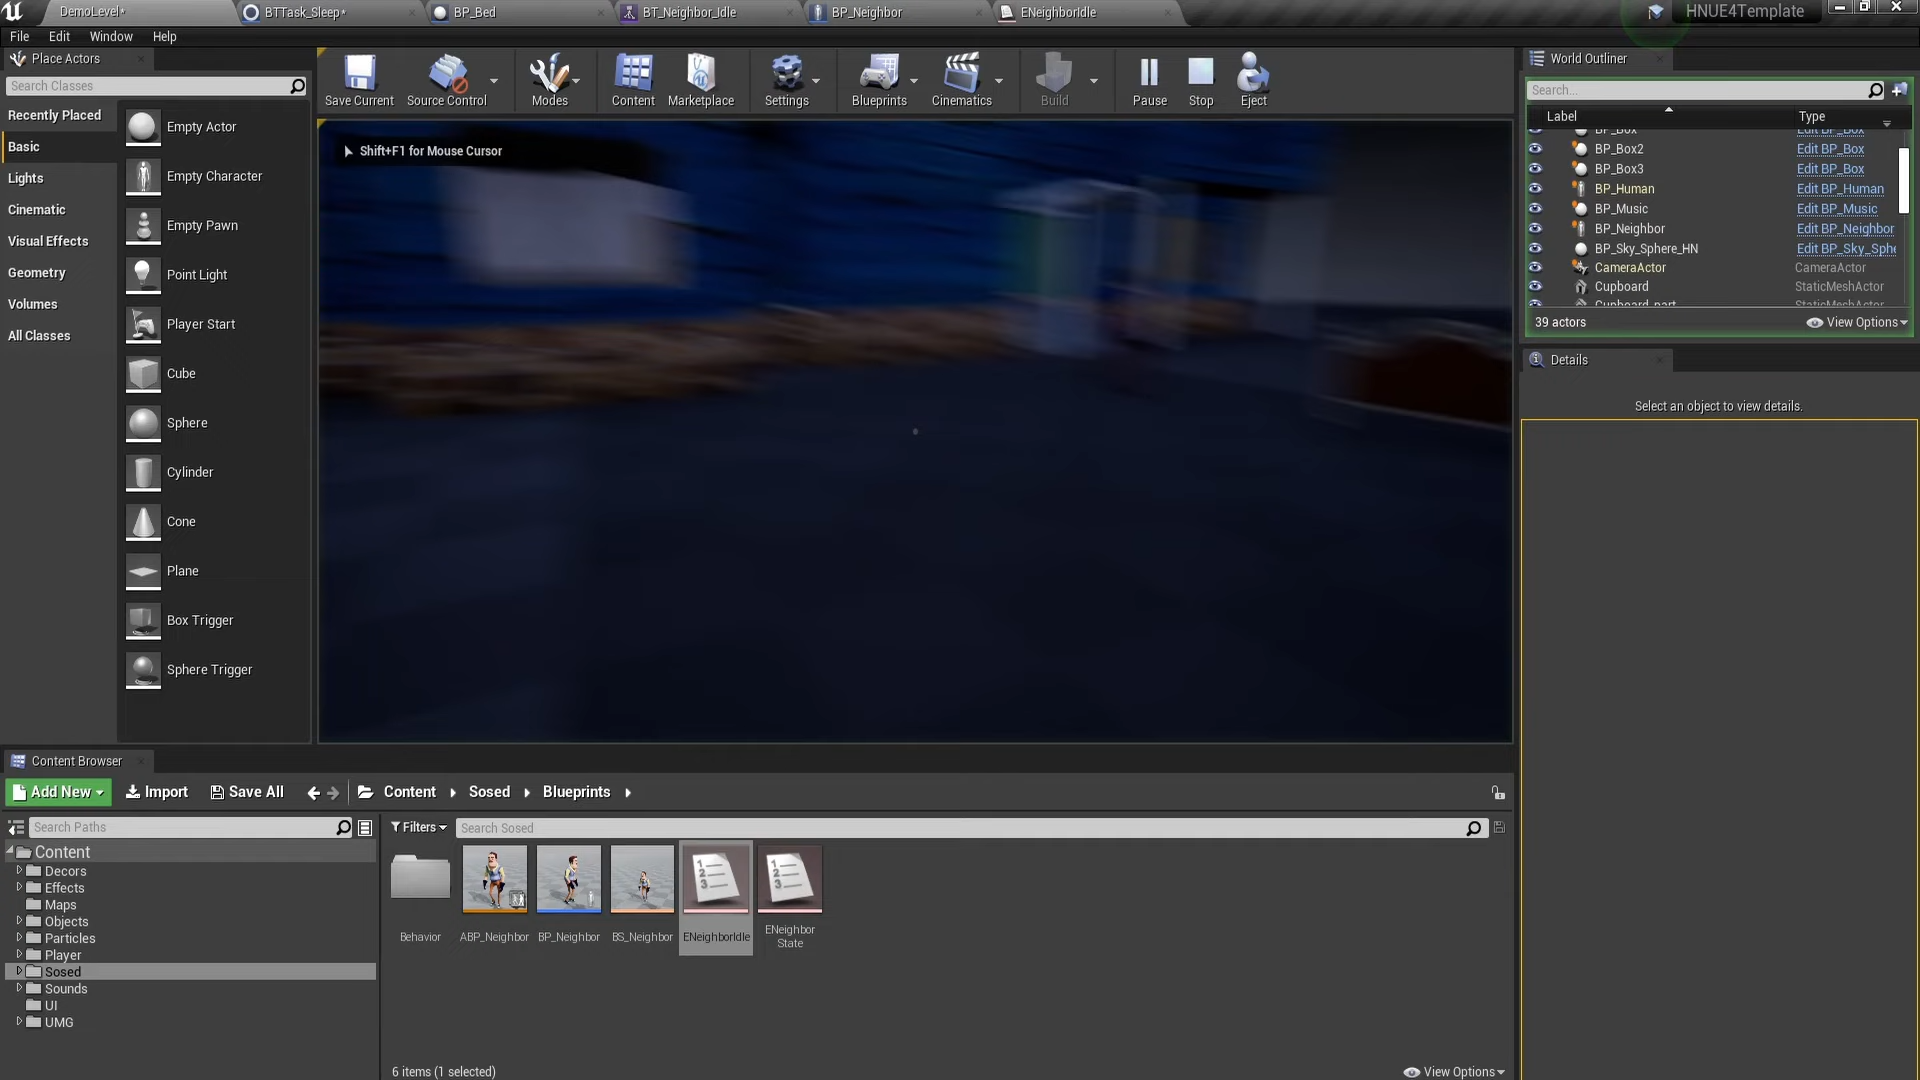 DemoLevel*
BTTask_Sleep*
BP_Bed
BT_Neighbor_Idle
BP_Neighbor
ENeighborIdle
HNUE4Template
File
Edit
Window
Help
Place Actors
Search Classes
Recently Placed
Basic
Lights
Cinematic
Visual Effects
Geometry
Volumes
All Classes
Empty Actor
Empty Character
Empty Pawn
Point Light
Player Start
Cube
Sphere
Cylinder
Cone
Plane
Box Trigger
Sphere Trigger
Save Current
Source Control
Modes
Content
Marketplace
Settings
Blueprints
Cinematics
Build
Pause
Stop
Eject
Shift+F1 for Mouse Cursor
World Outliner
Search...
Label
Type
BP_Box
Edit BP_Box
BP_Box2
Edit BP_Box
BP_Box3
Edit BP_Box
BP_Human
Edit BP_Human
BP_Music
Edit BP_Music
BP_Neighbor
Edit BP_Neighbor
BP_Sky_Sphere_HN
Edit BP_Sky_Sphe
CameraActor
CameraActor
Cupboard
StaticMeshActor
Cupboard_part
StaticMeshActor
39 actors
View Options
Details
Select an object to view details.
Content Browser
Add New
Import
Save All
Content
Sosed
Blueprints
Search Paths
Filters
Search Sosed
Content
Decors
Effects
Maps
Objects
Particles
Player
Sosed
Sounds
UI
UMG
Behavior
ABP_Neighbor
BP_Neighbor
BS_Neighbor
ENeighborIdle
ENeighbor
State
6 items (1 selected)
View Options